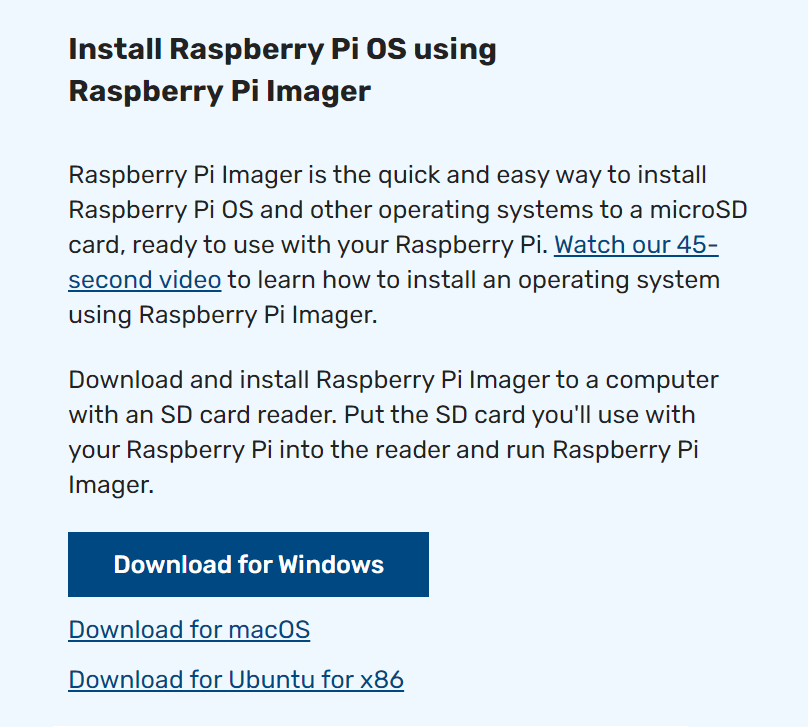 Install Raspberry Pi OS using
Raspberry Pi Imager
Raspberry Pi Imager is the quick and easy way to install
Raspberry Pi OS and other operating systems to a microSD
card, ready to use with your Raspberry Pi. Watch our 45-
second video to learn how to install an operating system
using Raspberry Pi Imager.
Download and install Raspberry Pi Imager to a computer
with an SD card reader. Put the SD card you'll use with
your Raspberry Pi into the reader and run Raspberry Pi
Imager.
Download for Windows
Download for macOS
Download for Ubuntu for x86